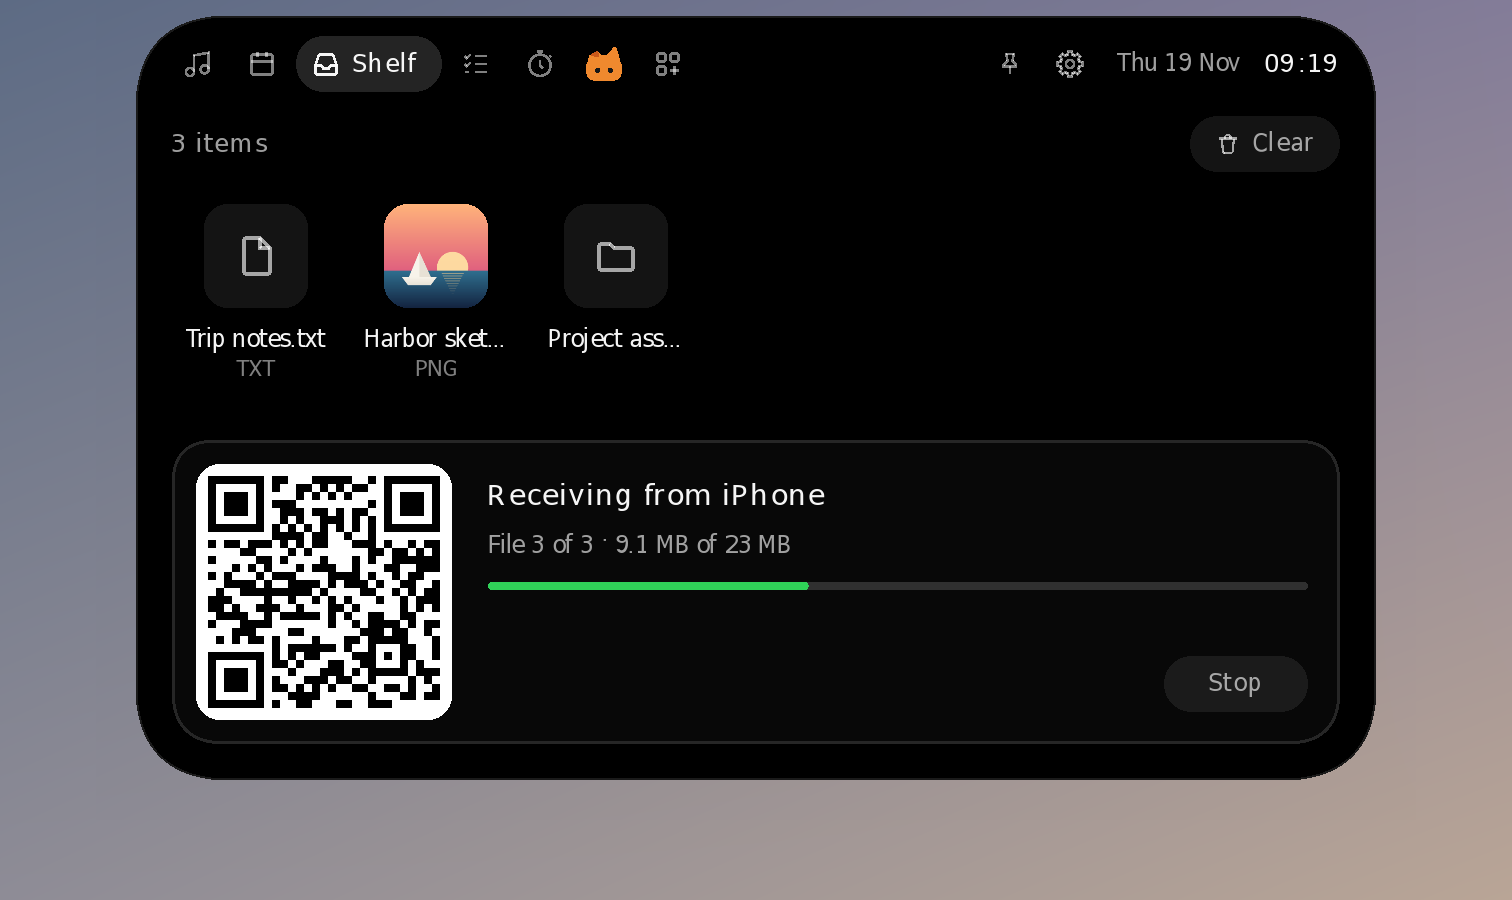 Shelf
Thu 19 Nov 09:19
3 items
Clear
Trip notes.txt
TXT
Harbor sket...
PNG
Project ass...
Receiving from iPhone
File 3 of 3 · 9.1 MB of 23 MB
Stop